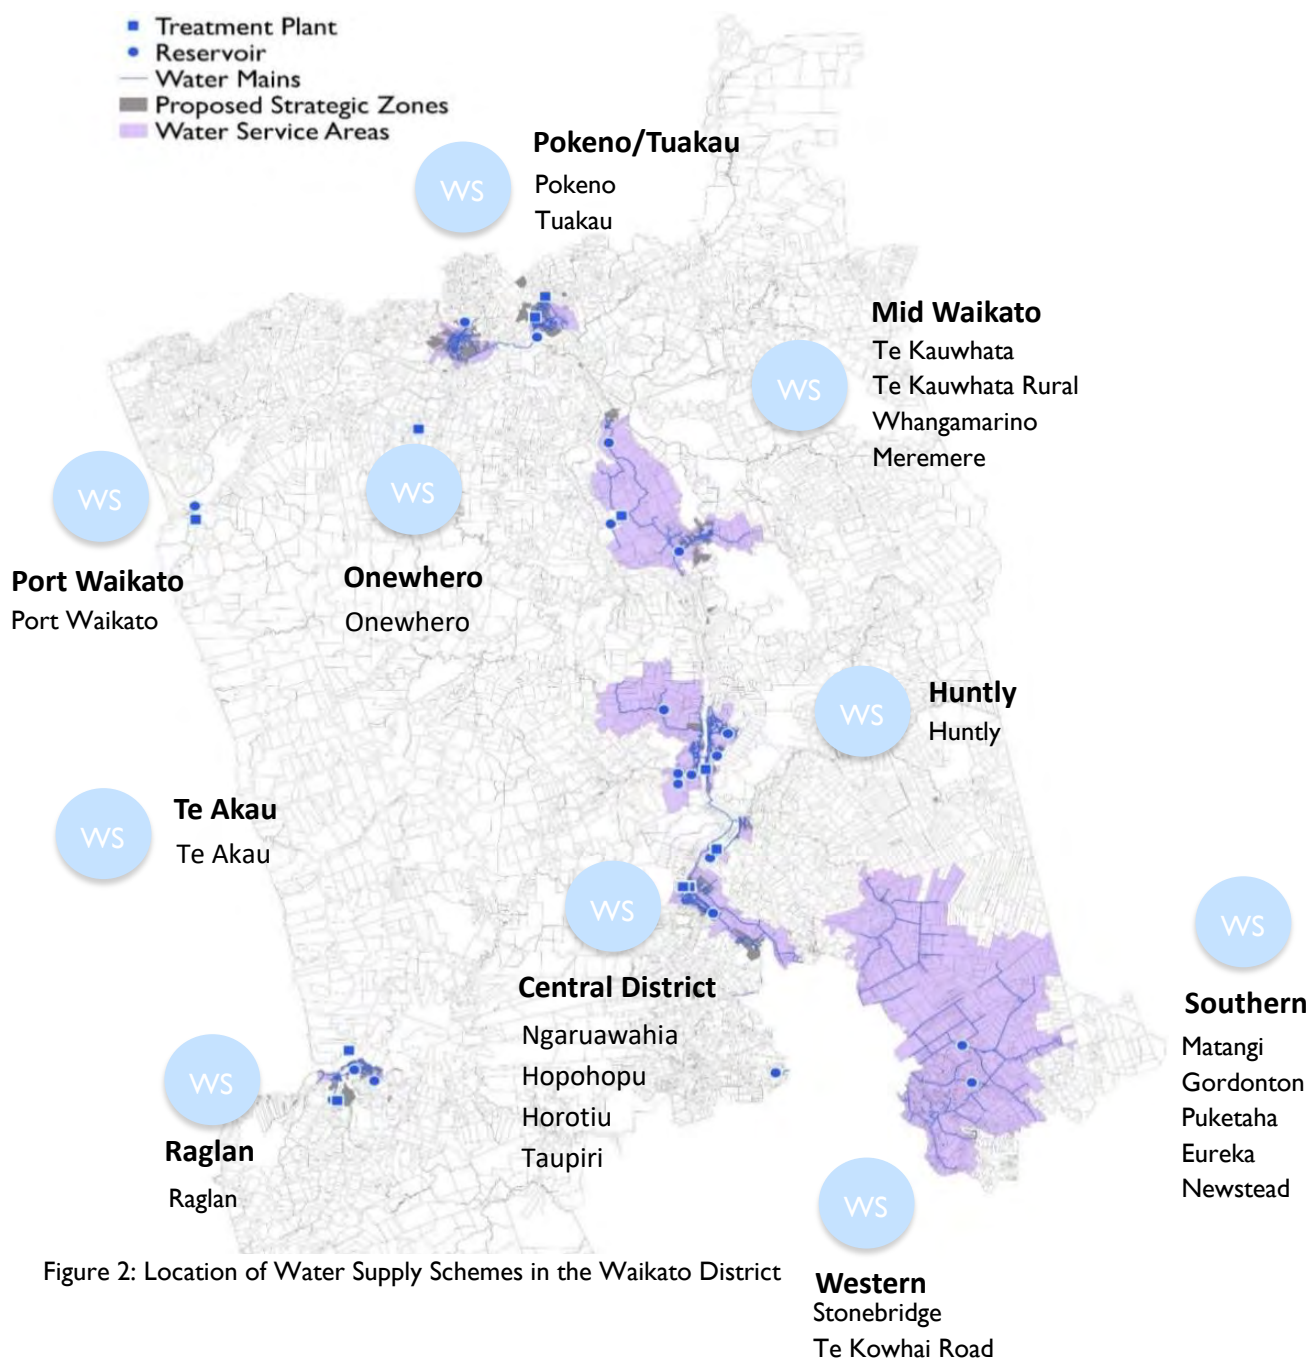 Treatment Plant
Reservoir
Water Mains
Proposed Strategic Zones
Water Service Areas
WS
Pokeno/Tuakau
Pokeno
Tuakau
WS
Mid Waikato
Te Kauwhata
Te Kauwhata Rural
Whangamarino
Meremere
WS
Port Waikato
Port Waikato
WS
Onewhero
Onewhero
WS
Huntly
Huntly
WS
Te Akau
Te Akau
WS
Central District
Ngaruawahia
Hopohopu
Horotiu
Taupiri
WS
Southern
Matangi
Gordonton
Puketaha
Eureka
Newstead
WS
Raglan
Raglan
WS
Western
Stonebridge
Te Kowhai Road
Figure 2: Location of Water Supply Schemes in the Waikato District